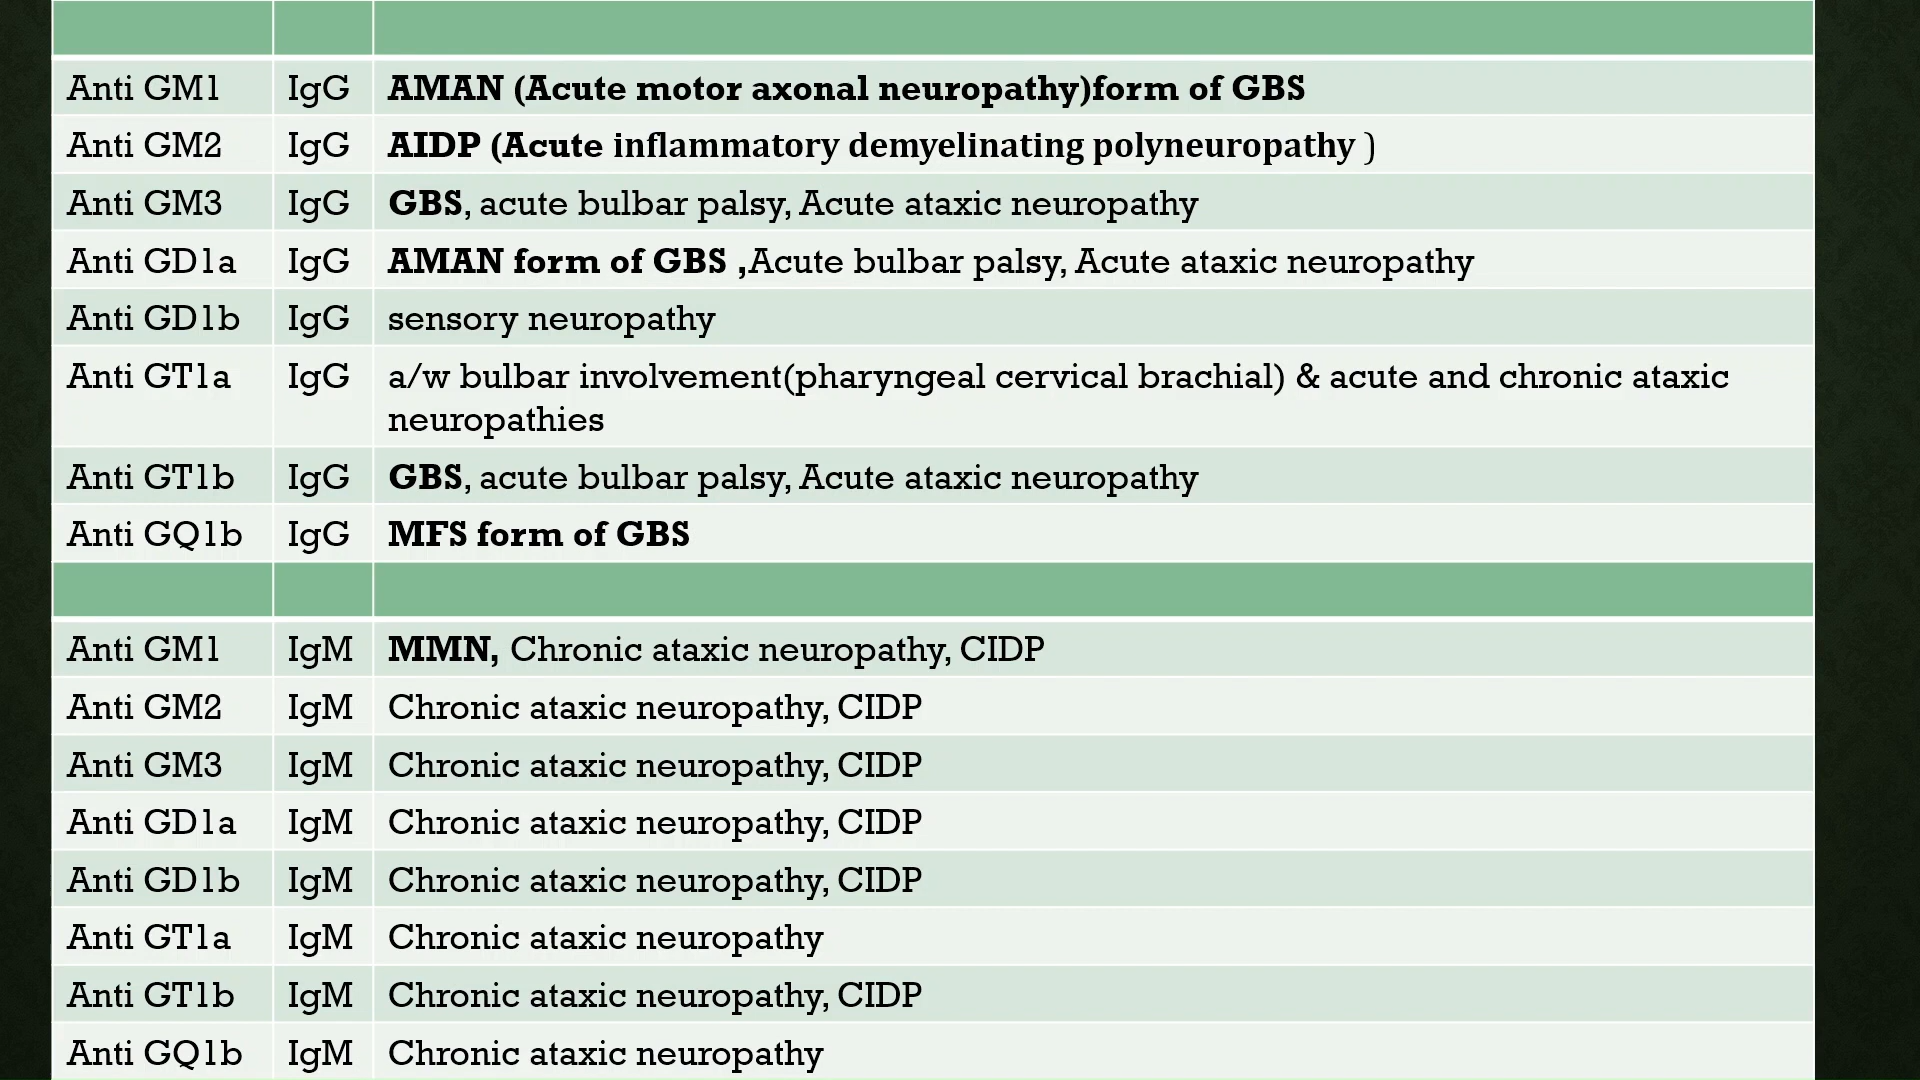 Anti GM1 IgG AMAN (Acute motor axonal neuropathy)form of GBS
Anti GM2 IgG AIDP (Acute inflammatory demyelinating polyneuropathy )
Anti GM3 IgG GBS, acute bulbar palsy, Acute ataxic neuropathy
Anti GD1a IgG AMAN form of GBS ,Acute bulbar palsy, Acute ataxic neuropathy
Anti GD1b IgG sensory neuropathy
Anti GT1a IgG a/w bulbar involvement(pharyngeal cervical brachial) & acute and chronic ataxic
neuropathies
Anti GT1b IgG GBS, acute bulbar palsy, Acute ataxic neuropathy
Anti GQ1b IgG MFS form of GBS
Anti GM1 IgM MMN, Chronic ataxic neuropathy, CIDP
Anti GM2 IgM Chronic ataxic neuropathy, CIDP
Anti GM3 IgM Chronic ataxic neuropathy, CIDP
Anti GD1a IgM Chronic ataxic neuropathy, CIDP
Anti GD1b IgM Chronic ataxic neuropathy, CIDP
Anti GT1a IgM Chronic ataxic neuropathy
Anti GT1b IgM Chronic ataxic neuropathy, CIDP
Anti GQ1b IgM Chronic ataxic neuropathy